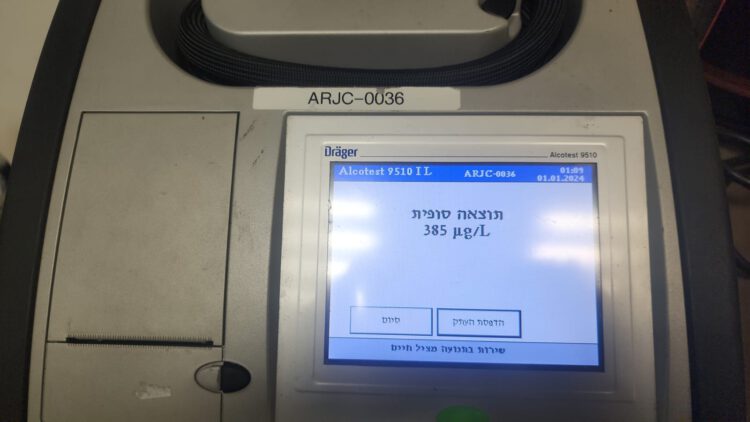 ARJC-0036
Dräger
Alcotest 9510
Alcotest 9510 IL
ARJC-0036
01:09
01.01.2024
תוצאה סופית
385 µg/L
סיום
הדפסת העתק
שירות בתנועה מציל חיים